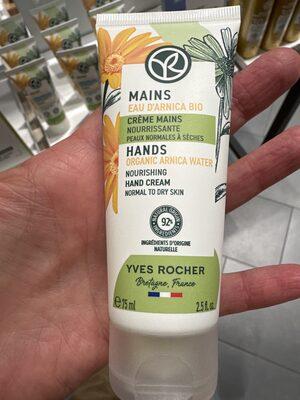 MAINS
EAU D'ARNICA BIO
CRÈME MAINS
NOURRISSANTE
PEAUX NORMALES À SÈCHES
HANDS
ORGANIC ARNICA WATER
NOURISHING
HAND CREAM
NORMAL TO DRY SKIN
92%
INGRÉDIENTS D'ORIGINE
NATURELLE
YVES ROCHER
Bretagne, France
℮ 75 ml 2.5 fl. oz.